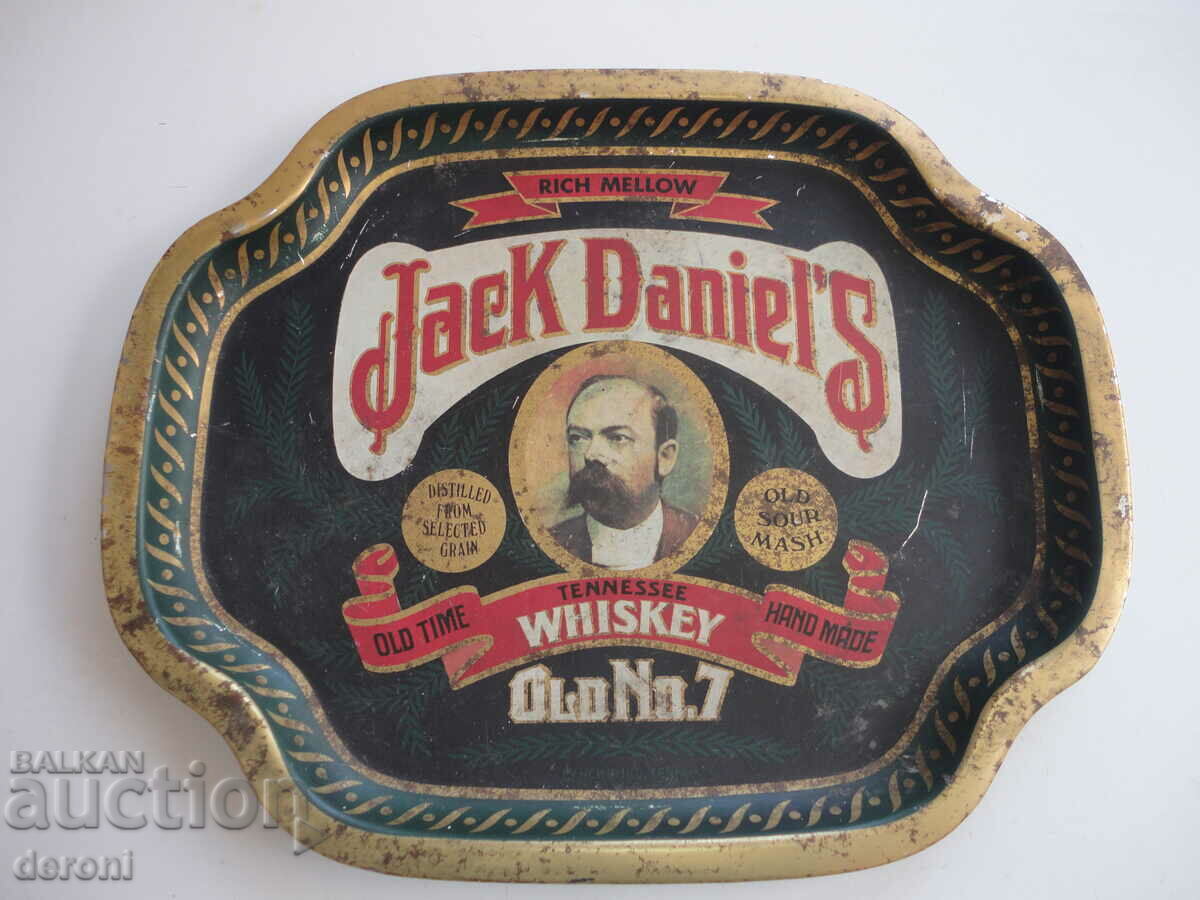 RICH MELLOW
Jack Daniel's
DISTILLED
FROM
SELECTED
GRAIN
OLD
SOUR
MASH
TENNESSEE
OLD TIME
WHISKEY
HAND MADE
OLD No. 7
BALKAN
auction
deroni